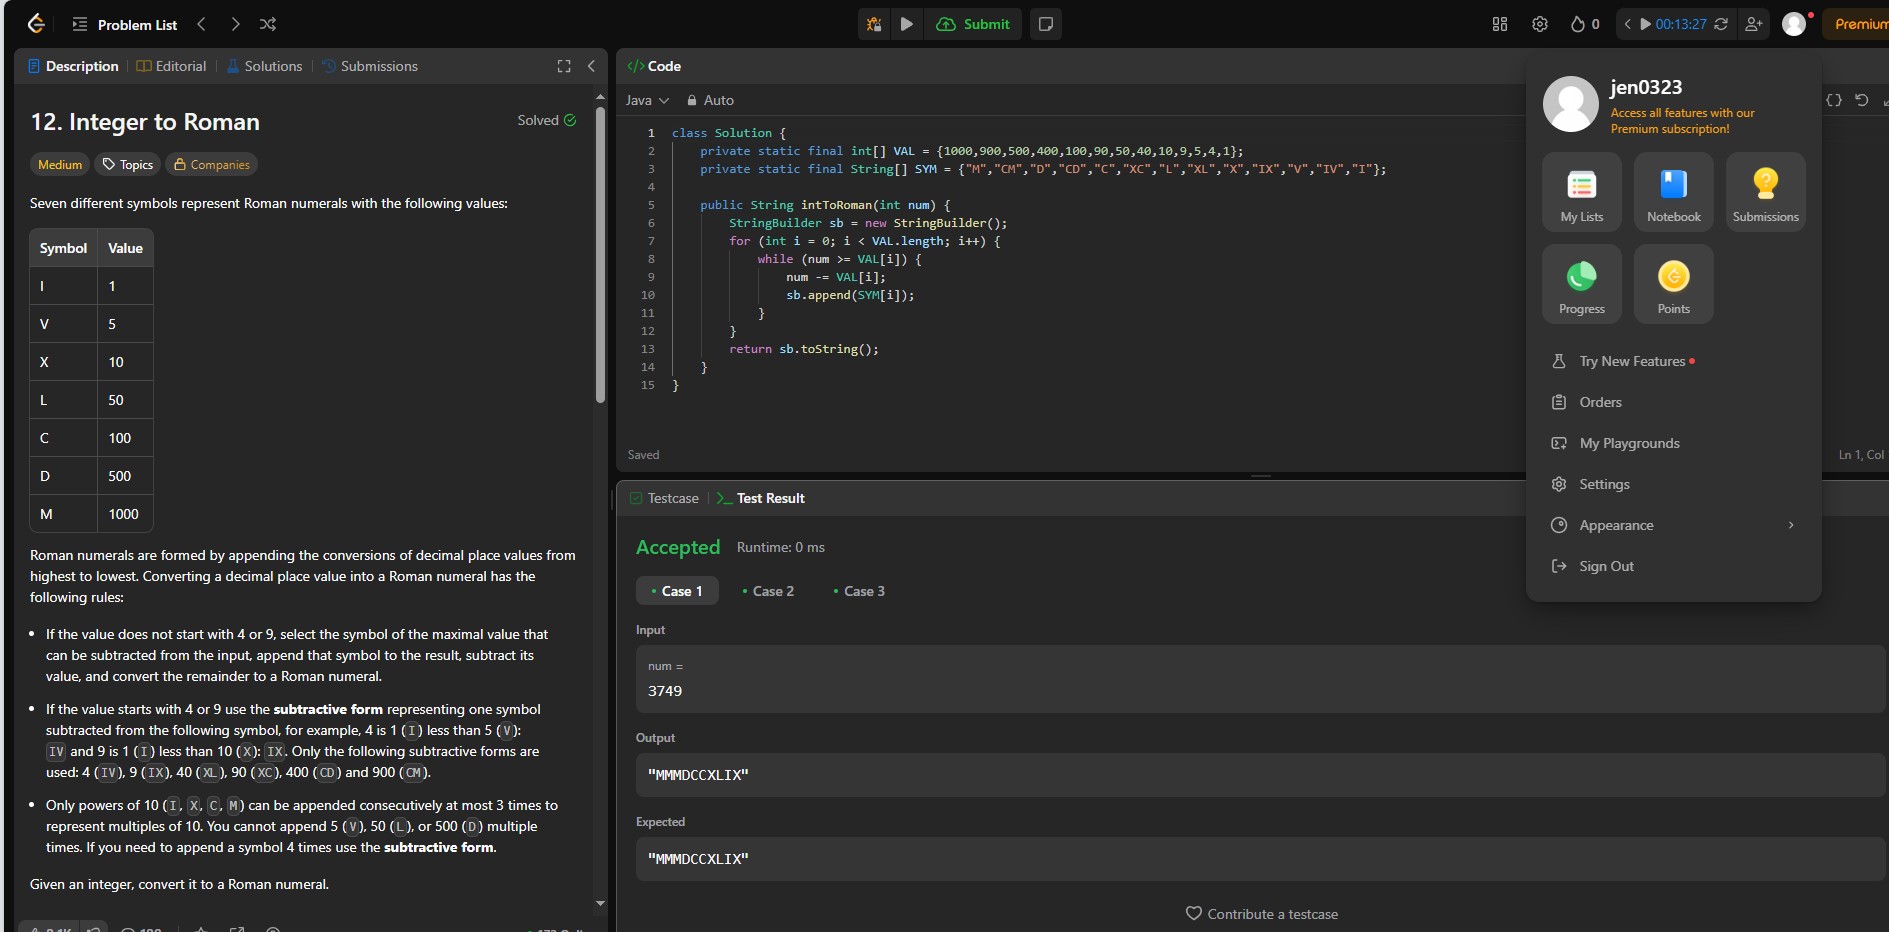 Problem List
Submit
0
00:13:27
Premium
Description
Editorial
Solutions
Submissions
12. Integer to Roman
Solved
Medium
Topics
Companies
Seven different symbols represent Roman numerals with the following values:
Symbol Value
I 1
V 5
X 10
L 50
C 100
D 500
M 1000
Roman numerals are formed by appending the conversions of decimal place values from
highest to lowest. Converting a decimal place value into a Roman numeral has the
following rules:
• If the value does not start with 4 or 9, select the symbol of the maximal value that
can be subtracted from the input, append that symbol to the result, subtract its
value, and convert the remainder to a Roman numeral.
• If the value starts with 4 or 9 use the subtractive form representing one symbol
subtracted from the following symbol, for example, 4 is 1 (I) less than 5 (V):
IV and 9 is 1 (I) less than 10 (X): IX. Only the following subtractive forms are
used: 4 (IV), 9 (IX), 40 (XL), 90 (XC), 400 (CD) and 900 (CM).
• Only powers of 10 (I, X, C, M) can be appended consecutively at most 3 times to
represent multiples of 10. You cannot append 5 (V), 50 (L), or 500 (D) multiple
times. If you need to append a symbol 4 times use the subtractive form.
Given an integer, convert it to a Roman numeral.
</> Code
Java
Auto
1 class Solution {
2 private static final int[] VAL = {1000,900,500,400,100,90,50,40,10,9,5,4,1};
3 private static final String[] SYM = {"M","CM","D","CD","C","XC","L","XL","X","IX","V","IV","I"};
4
5 public String intToRoman(int num) {
6 StringBuilder sb = new StringBuilder();
7 for (int i = 0; i < VAL.length; i++) {
8 while (num >= VAL[i]) {
9 num -= VAL[i];
10 sb.append(SYM[i]);
11 }
12 }
13 return sb.toString();
14 }
15 }
Saved
Ln 1, Col
Testcase
Test Result
Accepted
Runtime: 0 ms
• Case 1
• Case 2
• Case 3
Input
num =
3749
Output
"MMMDCCXLIX"
Expected
"MMMDCCXLIX"
Contribute a testcase
jen0323
Access all features with our
Premium subscription!
My Lists
Notebook
Submissions
Progress
Points
Try New Features
Orders
My Playgrounds
Settings
Appearance
Sign Out